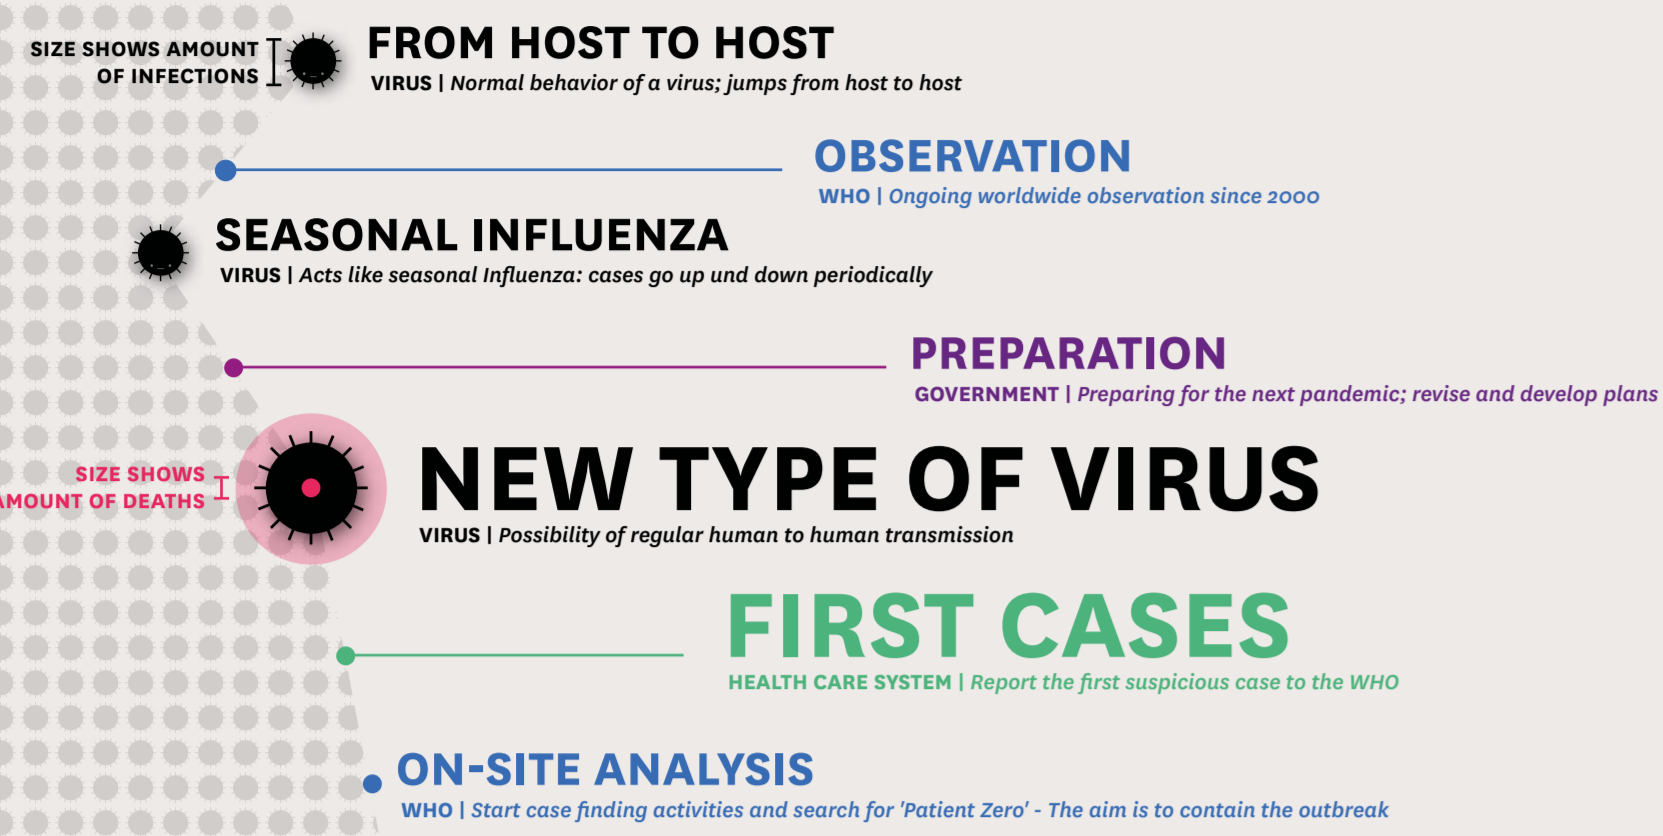 SIZE SHOWS AMOUNT
OF INFECTIONS
FROM HOST TO HOST
VIRUS | Normal behavior of a virus; jumps from host to host
OBSERVATION
WHO | Ongoing worldwide observation since 2000
SEASONAL INFLUENZA
VIRUS | Acts like seasonal Influenza: cases go up und down periodically
PREPARATION
GOVERNMENT | Preparing for the next pandemic; revise and develop plans
SIZE SHOWS
AMOUNT OF DEATHS
NEW TYPE OF VIRUS
VIRUS | Possibility of regular human to human transmission
FIRST CASES
HEALTH CARE SYSTEM | Report the first suspicious case to the WHO
ON-SITE ANALYSIS
WHO | Start case finding activities and search for 'Patient Zero' - The aim is to contain the outbreak